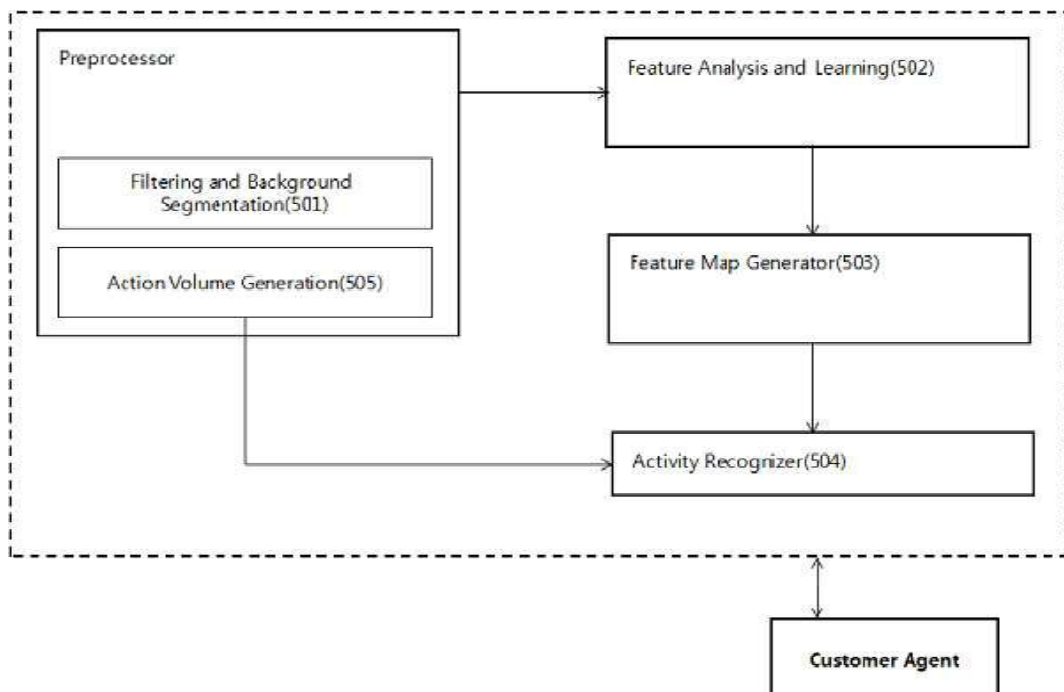 Preprocessor
Filtering and Background
Segmentation(501)
Action Volume Generation(505)
Feature Analysis and Learning(502)
Feature Map Generator(503)
Activity Recognizer(504)
Customer Agent